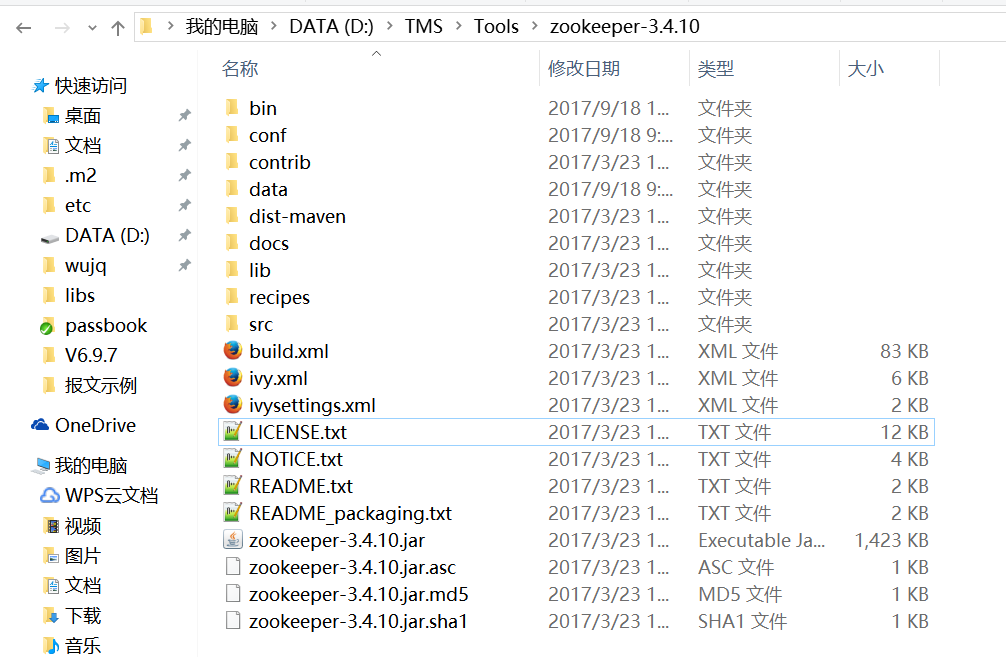 我的电脑 > DATA (D:) > TMS > Tools > zookeeper-3.4.10
名称 修改日期 类型 大小
快速访问
桌面
文档
.m2
etc
DATA (D:)
wujq
libs
passbook
V6.9.7
报文示例
OneDrive
我的电脑
WPS云文档
视频
图片
文档
下载
音乐
bin 2017/9/18 1... 文件夹
conf 2017/9/18 9:... 文件夹
contrib 2017/3/23 1... 文件夹
data 2017/9/18 9:... 文件夹
dist-maven 2017/3/23 1... 文件夹
docs 2017/3/23 1... 文件夹
lib 2017/3/23 1... 文件夹
recipes 2017/3/23 1... 文件夹
src 2017/3/23 1... 文件夹
build.xml 2017/3/23 1... XML 文件 83 KB
ivy.xml 2017/3/23 1... XML 文件 6 KB
ivysettings.xml 2017/3/23 1... XML 文件 2 KB
LICENSE.txt 2017/3/23 1... TXT 文件 12 KB
NOTICE.txt 2017/3/23 1... TXT 文件 4 KB
README.txt 2017/3/23 1... TXT 文件 2 KB
README_packaging.txt 2017/3/23 1... TXT 文件 2 KB
zookeeper-3.4.10.jar 2017/3/23 1... Executable Ja... 1,423 KB
zookeeper-3.4.10.jar.asc 2017/3/23 1... ASC 文件 1 KB
zookeeper-3.4.10.jar.md5 2017/3/23 1... MD5 文件 1 KB
zookeeper-3.4.10.jar.sha1 2017/3/23 1... SHA1 文件 1 KB